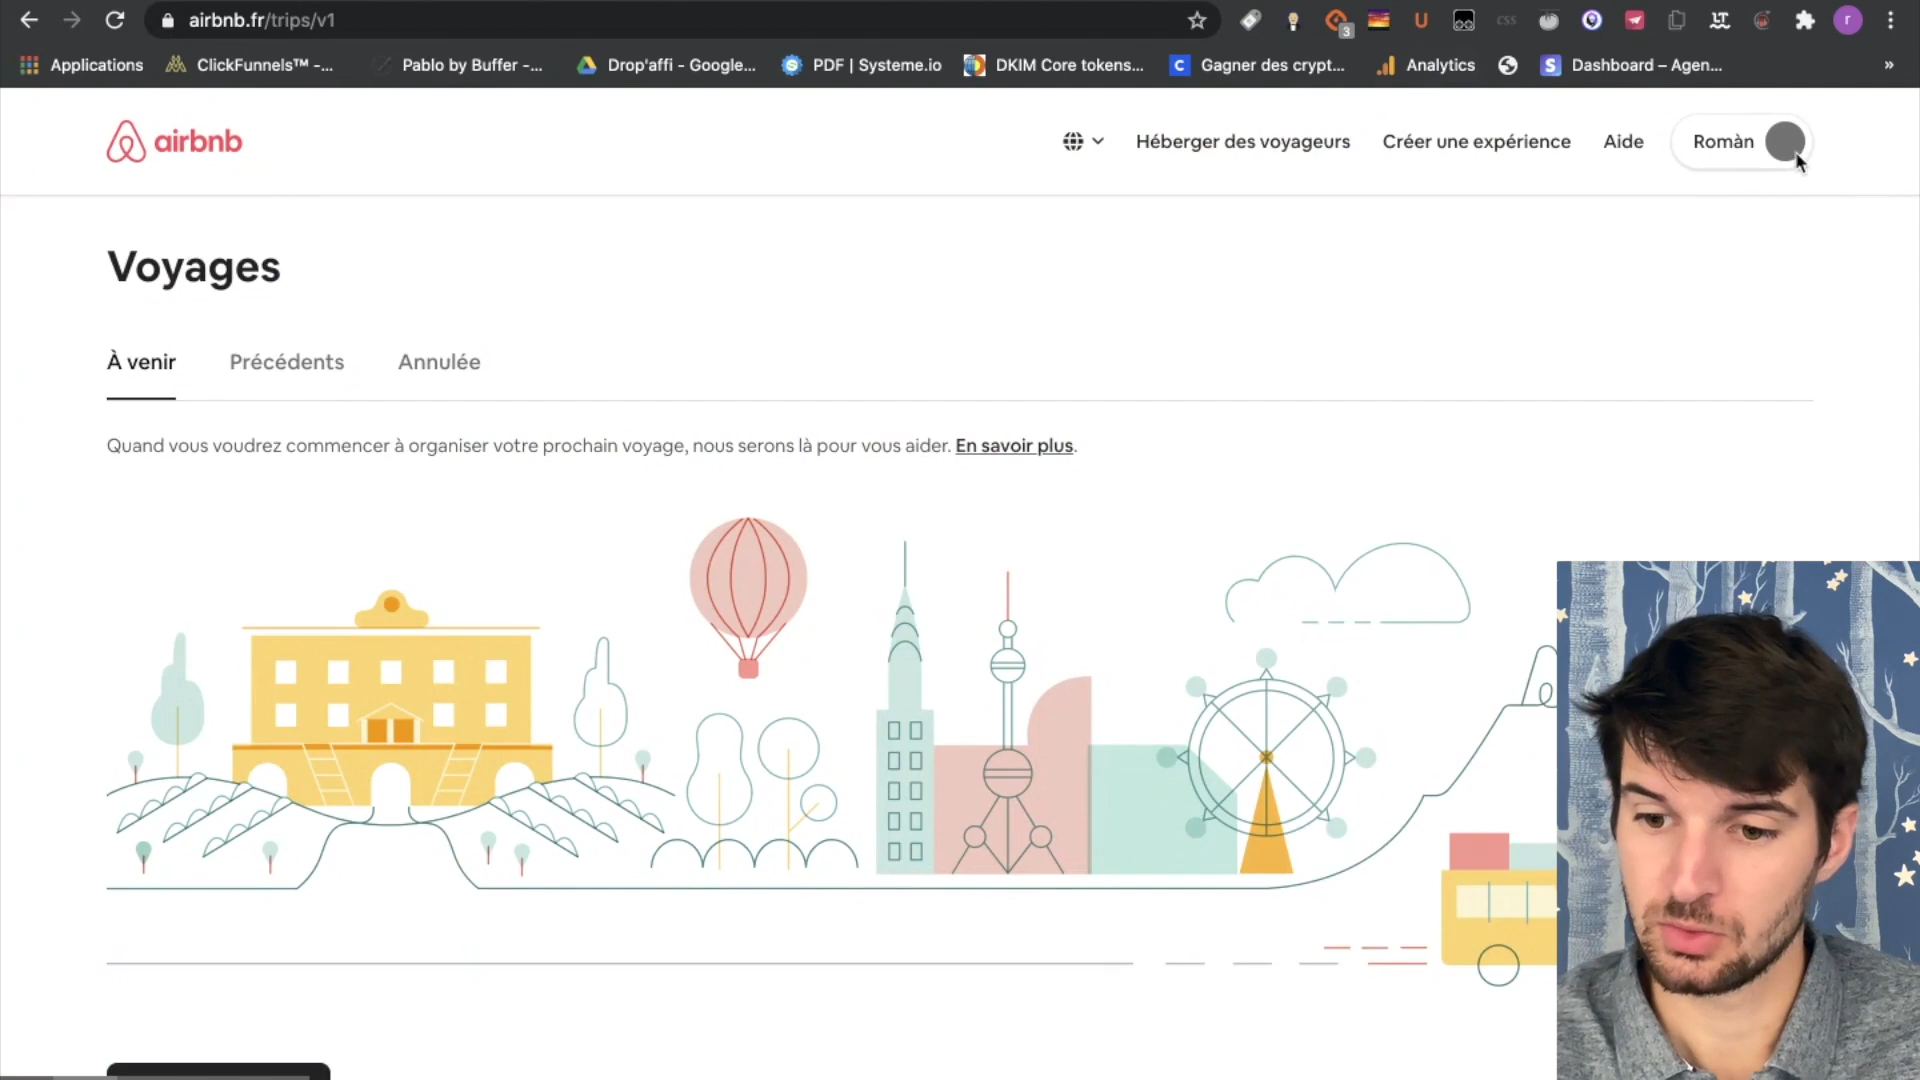 airbnb.fr/trips/v1
3
css
r
Applications
ClickFunnels™ -...
Pablo by Buffer -...
Drop'affi - Google...
PDF | Systeme.io
DKIM Core tokens...
C
Gagner des crypt...
Analytics
S
Dashboard – Agen...
»
airbnb
Héberger des voyageurs
Créer une expérience
Aide
Romàn
Voyages
À venir
Précédents
Annulée
Quand vous voudrez commencer à organiser votre prochain voyage, nous serons là pour vous aider. En savoir plus.